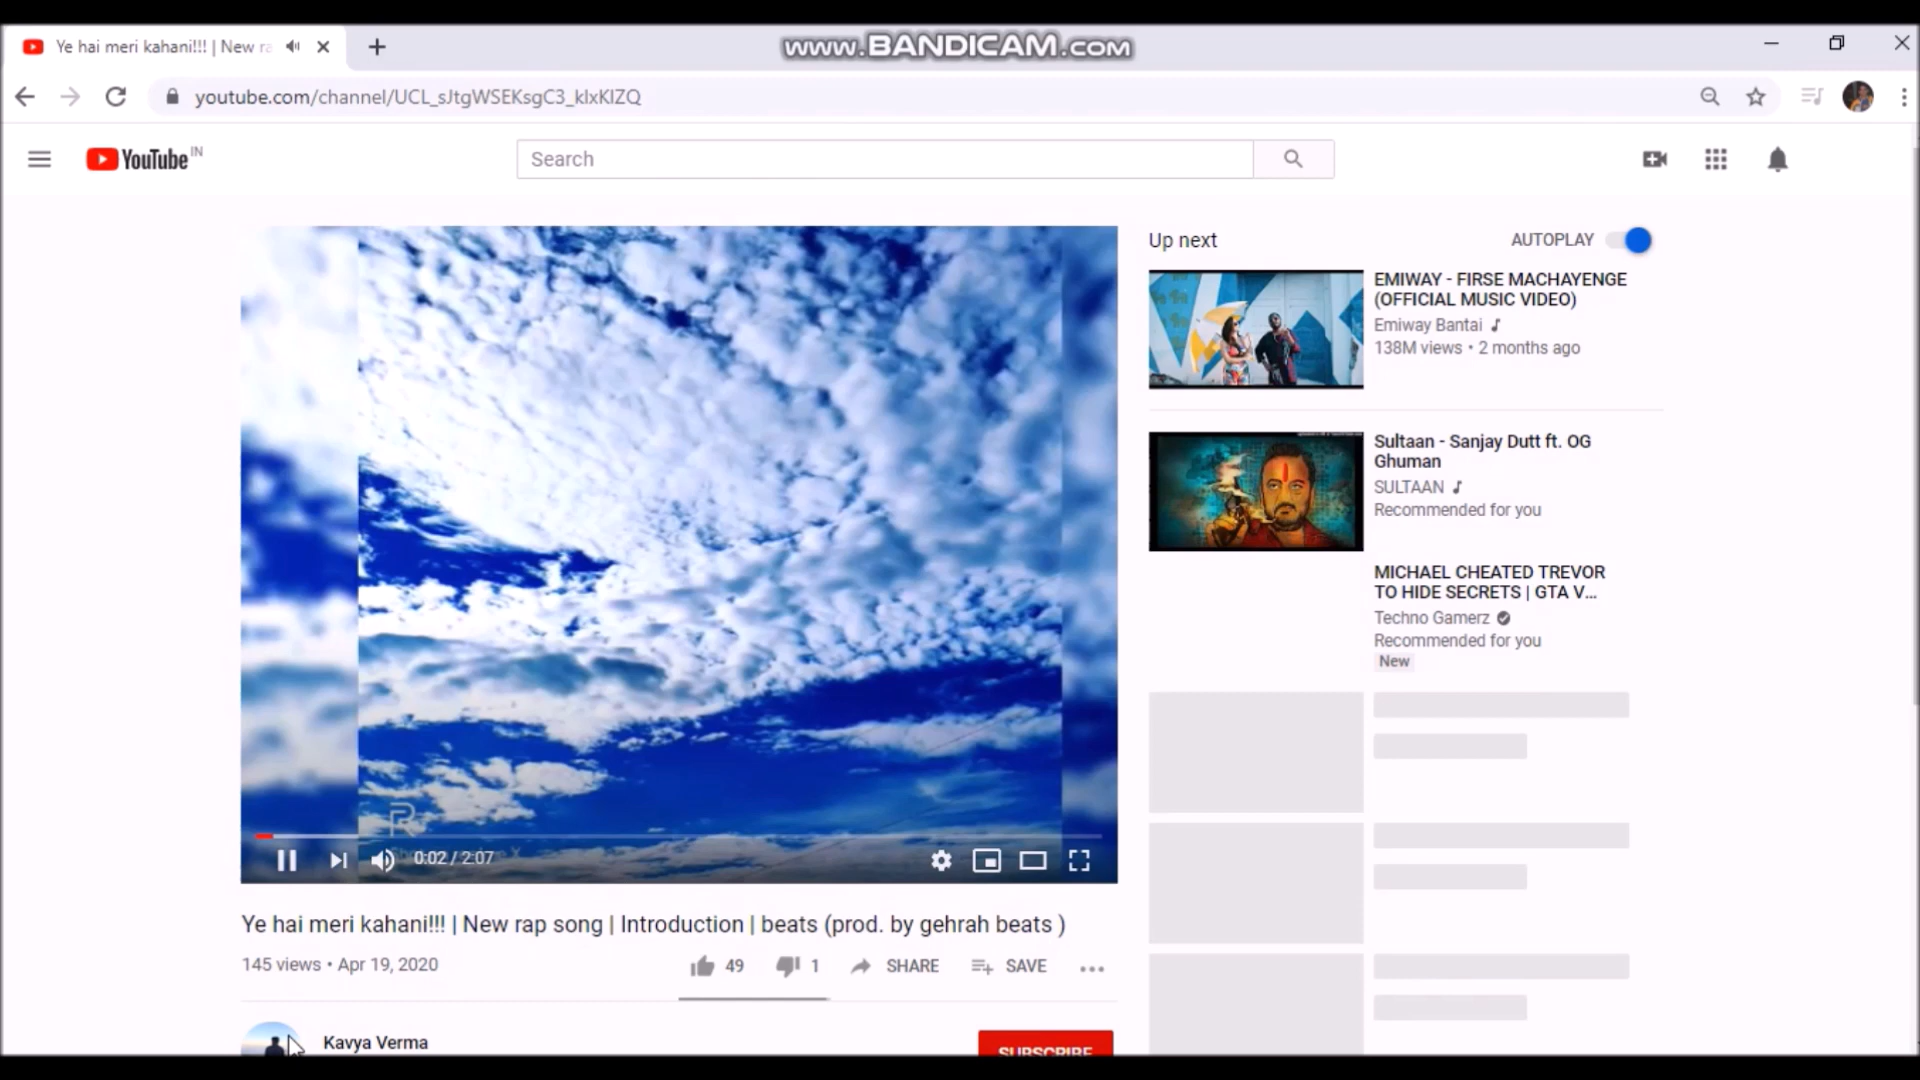 Ye hai meri kahani!!! | New ra
www.BANDICAM.com
youtube.com/channel/UCL_sJtgWSEKsgC3_klxKlZQ
YouTube IN
Search
Up next
AUTOPLAY
EMIWAY - FIRSE MACHAYENGE
(OFFICIAL MUSIC VIDEO)
Emiway Bantai
138M views • 2 months ago
Sultaan - Sanjay Dutt ft. OG
Ghuman
SULTAAN
Recommended for you
MICHAEL CHEATED TREVOR
TO HIDE SECRETS | GTA V...
Techno Gamerz
Recommended for you
New
R
0:02 / 2:07
Ye hai meri kahani!!! | New rap song | Introduction | beats (prod. by gehrah beats )
145 views • Apr 19, 2020
49
1
SHARE
SAVE
Kavya Verma
SUBSCRIBE